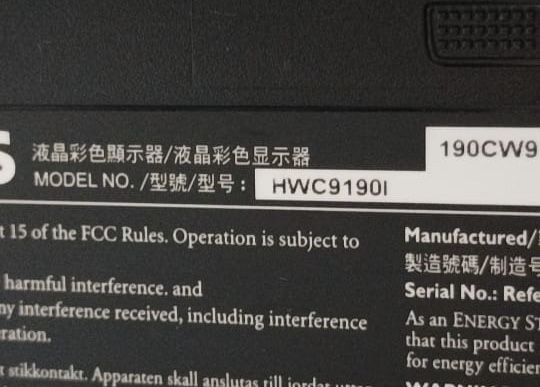 S
液晶彩色顯示器/液晶彩色显示器
190CW9
MODEL NO. /型號/型号： HWC9190I
t 15 of the FCC Rules. Operation is subject to
harmful interference. and
ny interference received, including interference
eration.
t stikkontakt. Apparaten skall anslutas till jordat
Manufactured/
製造號碼/制造号
Serial No.: Refe
As an ENERGY ST
that this product
for energy efficien
WARNING